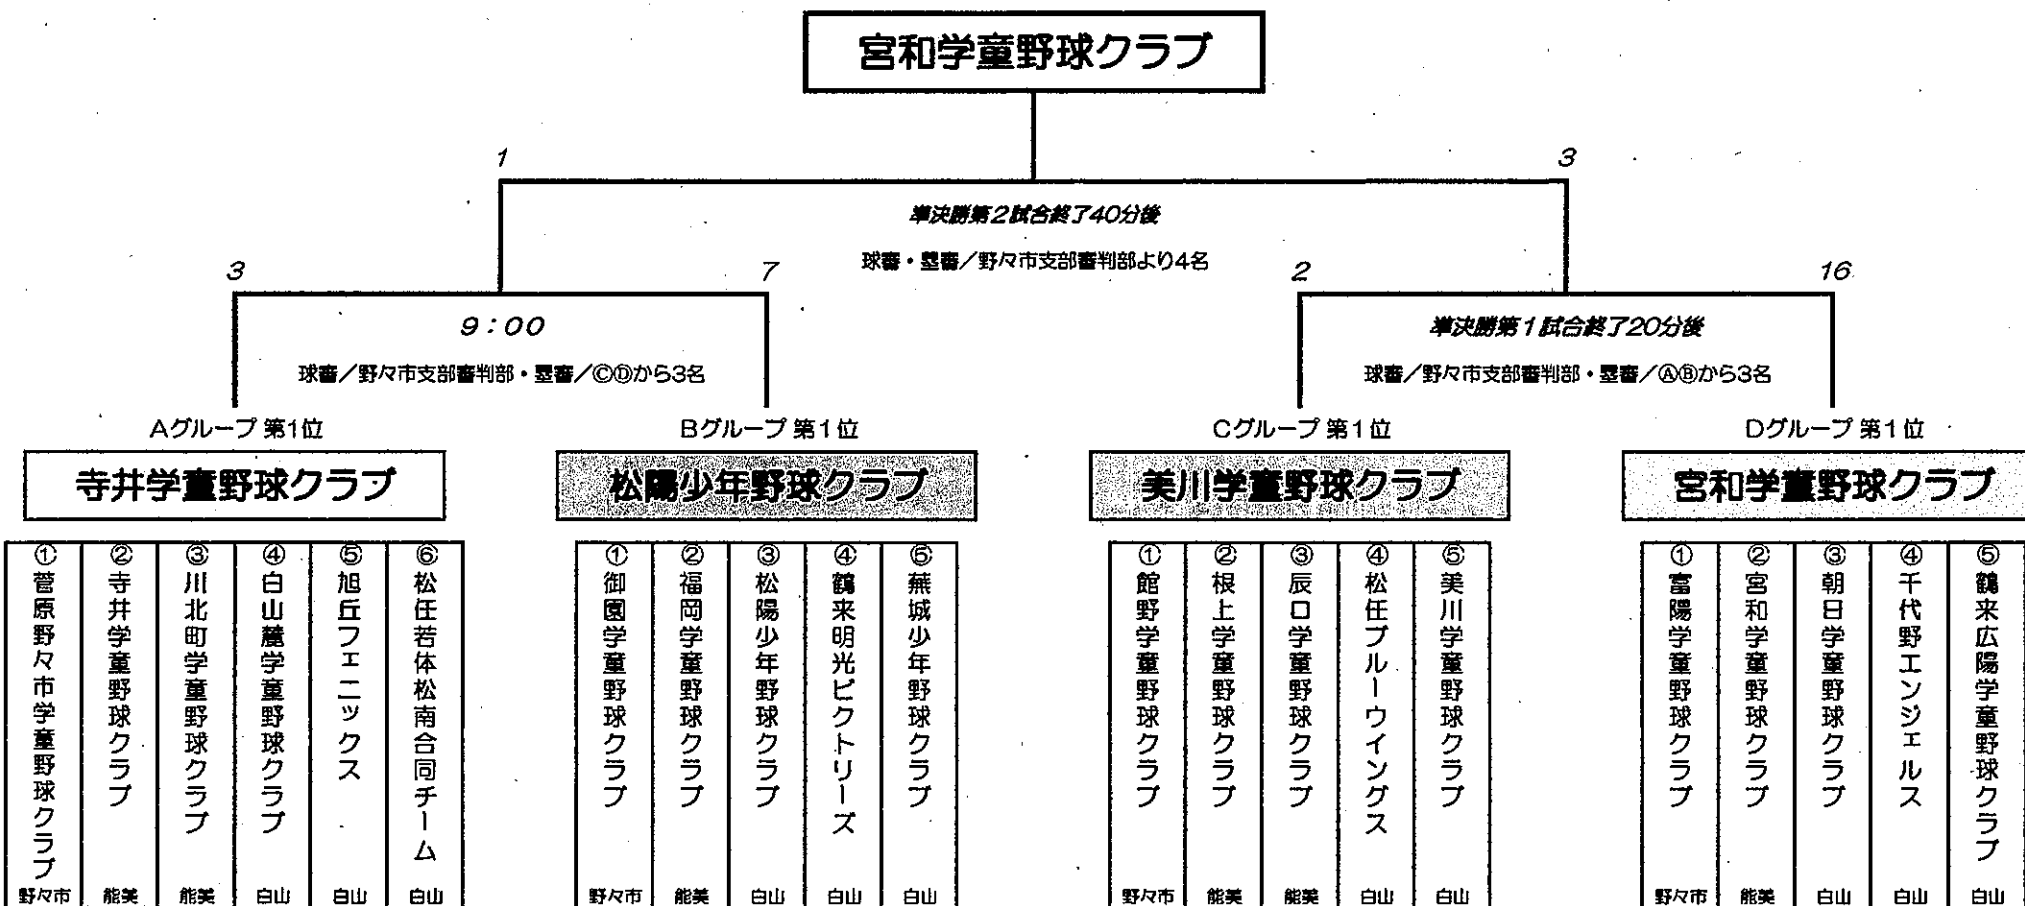 宮和学童野球クラブ
1
3
準決勝第2試合終了40分後
球審・塁審／野々市支部審判部より4名
3
7
2
16
9：00
準決勝第1試合終了20分後
球審／野々市支部審判部・塁審／ⒸⒹから3名
球審／野々市支部審判部・塁審／ⒶⒷから3名
Aグループ 第1位
Bグループ 第1位
Cグループ 第1位
Dグループ 第1位
寺井学童野球クラブ
松陽少年野球クラブ
美川学童野球クラブ
宮和学童野球クラブ
①菅原野々市学童野球クラブ
野々市
②寺井学童野球クラブ
能美
③川北町学童野球クラブ
能美
④白山麓学童野球クラブ
白山
⑤旭丘フェニックス
白山
⑥松任若体松南合同チーム
白山
①御園学童野球クラブ
野々市
②福岡学童野球クラブ
能美
③松陽少年野球クラブ
白山
④鶴来明光ビクトリーズ
白山
⑤蕪城少年野球クラブ
白山
①館野学童野球クラブ
野々市
②根上学童野球クラブ
能美
③辰口学童野球クラブ
能美
④松任ブルーウイングス
白山
⑤美川学童野球クラブ
白山
①富陽学童野球クラブ
野々市
②宮和学童野球クラブ
能美
③朝日学童野球クラブ
白山
④千代野エンジェルス
白山
⑤鶴来広陽学童野球クラブ
白山